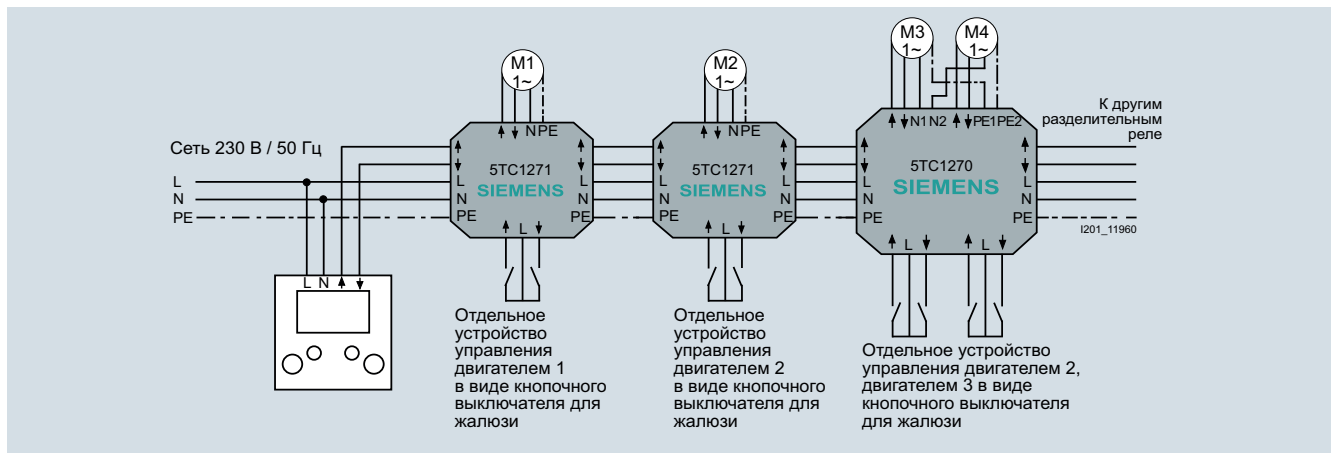 M1
1~
M2
1~
M3
1~
M4
1~
К другим
разделительным
реле
Сеть 230 В / 50 Гц
L
N
PE
↑ ↓ N PE
↑
↓
L
N
PE
5TC1271
SIEMENS
↑
↓
L
N
PE
↑ L ↓
↑ ↓ N PE
↑
↓
L
N
PE
5TC1271
SIEMENS
↑
↓
L
N
PE
↑ L ↓
↑ ↓ N1 N2 ↑ ↓ PE1 PE2
↑
↓
L
N
PE
5TC1270
SIEMENS
↑
↓
L
N
PE
↑ L ↓ ↑ L ↓
I201_11960
L N ↑ ↓
Отдельное
устройство
управления
двигателем 1
в виде кнопочного
выключателя для
жалюзи
Отдельное
устройство
управления
двигателем 2
в виде кнопочного
выключателя для
жалюзи
Отдельное устройство
управления двигателем 2,
двигателем 3 в виде
кнопочного выключателя
для жалюзи